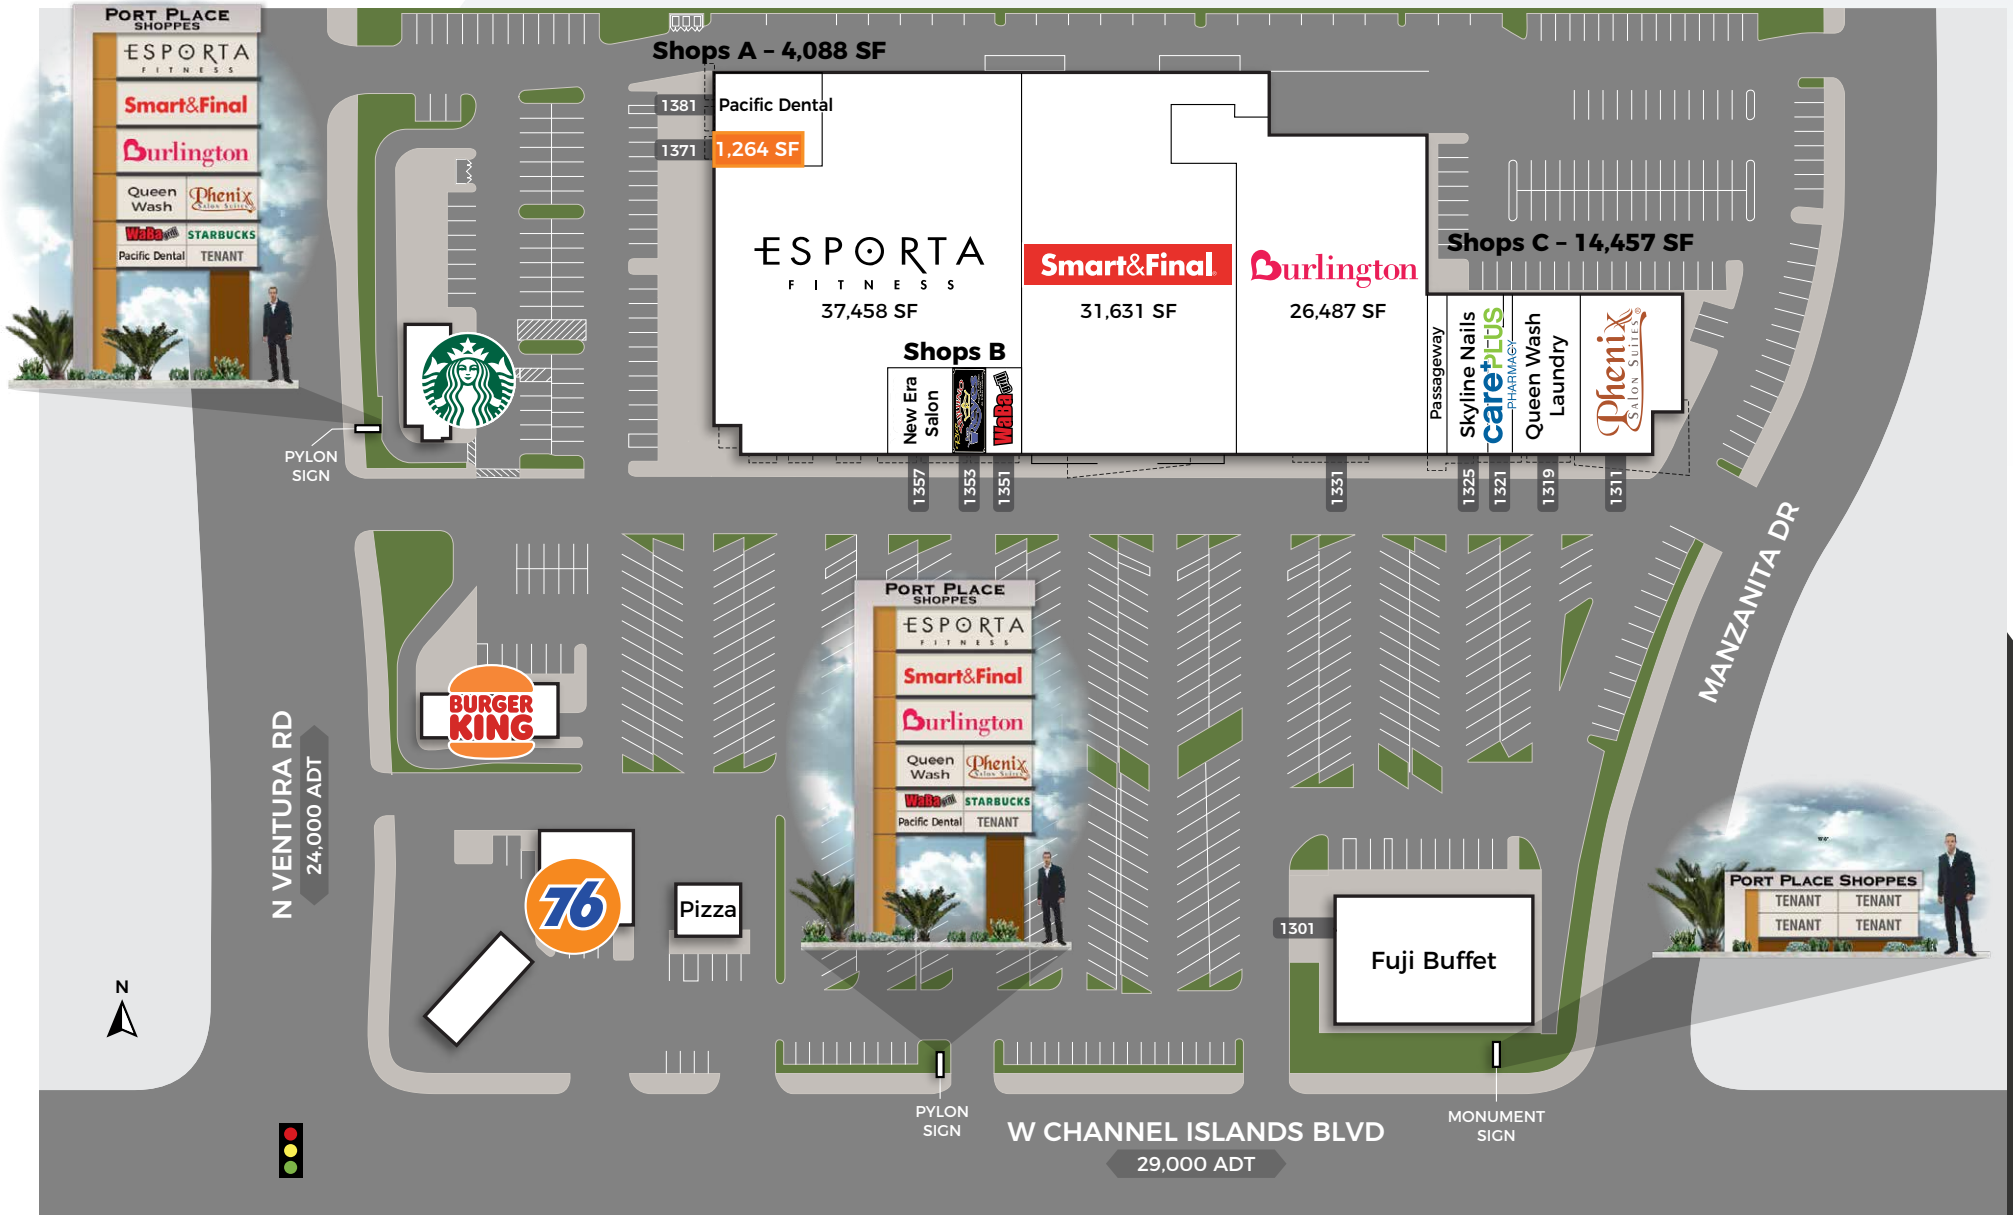 PORT PLACE
SHOPPES
ESPORTA
FITNESS
Smart&Final
Burlington
Queen
Wash
Phenix
Salon Suites
WaBa grill
STARBUCKS
Pacific Dental
TENANT
PYLON
SIGN
Shops A – 4,088 SF
1381
Pacific Dental
1371
1,264 SF
ESPORTA
FITNESS
37,458 SF
Smart&Final
31,631 SF
Burlington
26,487 SF
Shops B
New Era
Salon
WaBa grill
1357
1353
1351
1331
Shops C – 14,457 SF
Passageway
Skyline Nails
carePLUS
PHARMACY
Queen Wash
Laundry
Phenix
SALON SUITES
1325
1321
1319
1311
MANZANITA DR
BURGER
KING
N VENTURA RD
24,000 ADT
76
Pizza
PORT PLACE
SHOPPES
ESPORTA
FITNESS
Smart&Final
Burlington
Queen
Wash
Phenix
Salon Suites
WaBa grill
STARBUCKS
Pacific Dental
TENANT
PYLON
SIGN
1301
Fuji Buffet
PORT PLACE SHOPPES
TENANT TENANT
TENANT TENANT
MONUMENT
SIGN
N
W CHANNEL ISLANDS BLVD
29,000 ADT